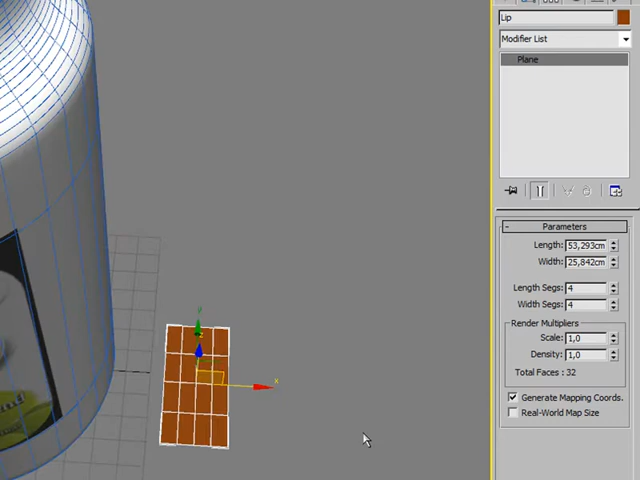 Lip
Modifier List
Plane
- Parameters
Length: 53,293cm
Width: 25,842cm
Length Segs: 4
Width Segs: 4
Render Multipliers
Scale: 1,0
Density: 1,0
Total Faces : 32
Generate Mapping Coords.
Real-World Map Size
y
x